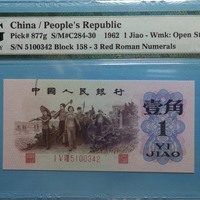 China / People's Republic
Pick# 877g S/M#C284-30 1962 1 Jiao - Wmk: Open St
S/N 5100342 Block 158 - 3 Red Roman Numerals
中国人民银行
壹角
1
YI
JIAO
5100342